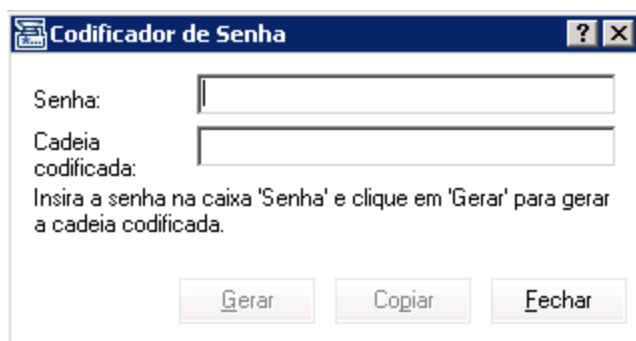 Codificador de Senha
Senha:
Cadeia
codificada:
Insira a senha na caixa 'Senha' e clique em 'Gerar' para gerar
a cadeia codificada.
Gerar Copiar Fechar